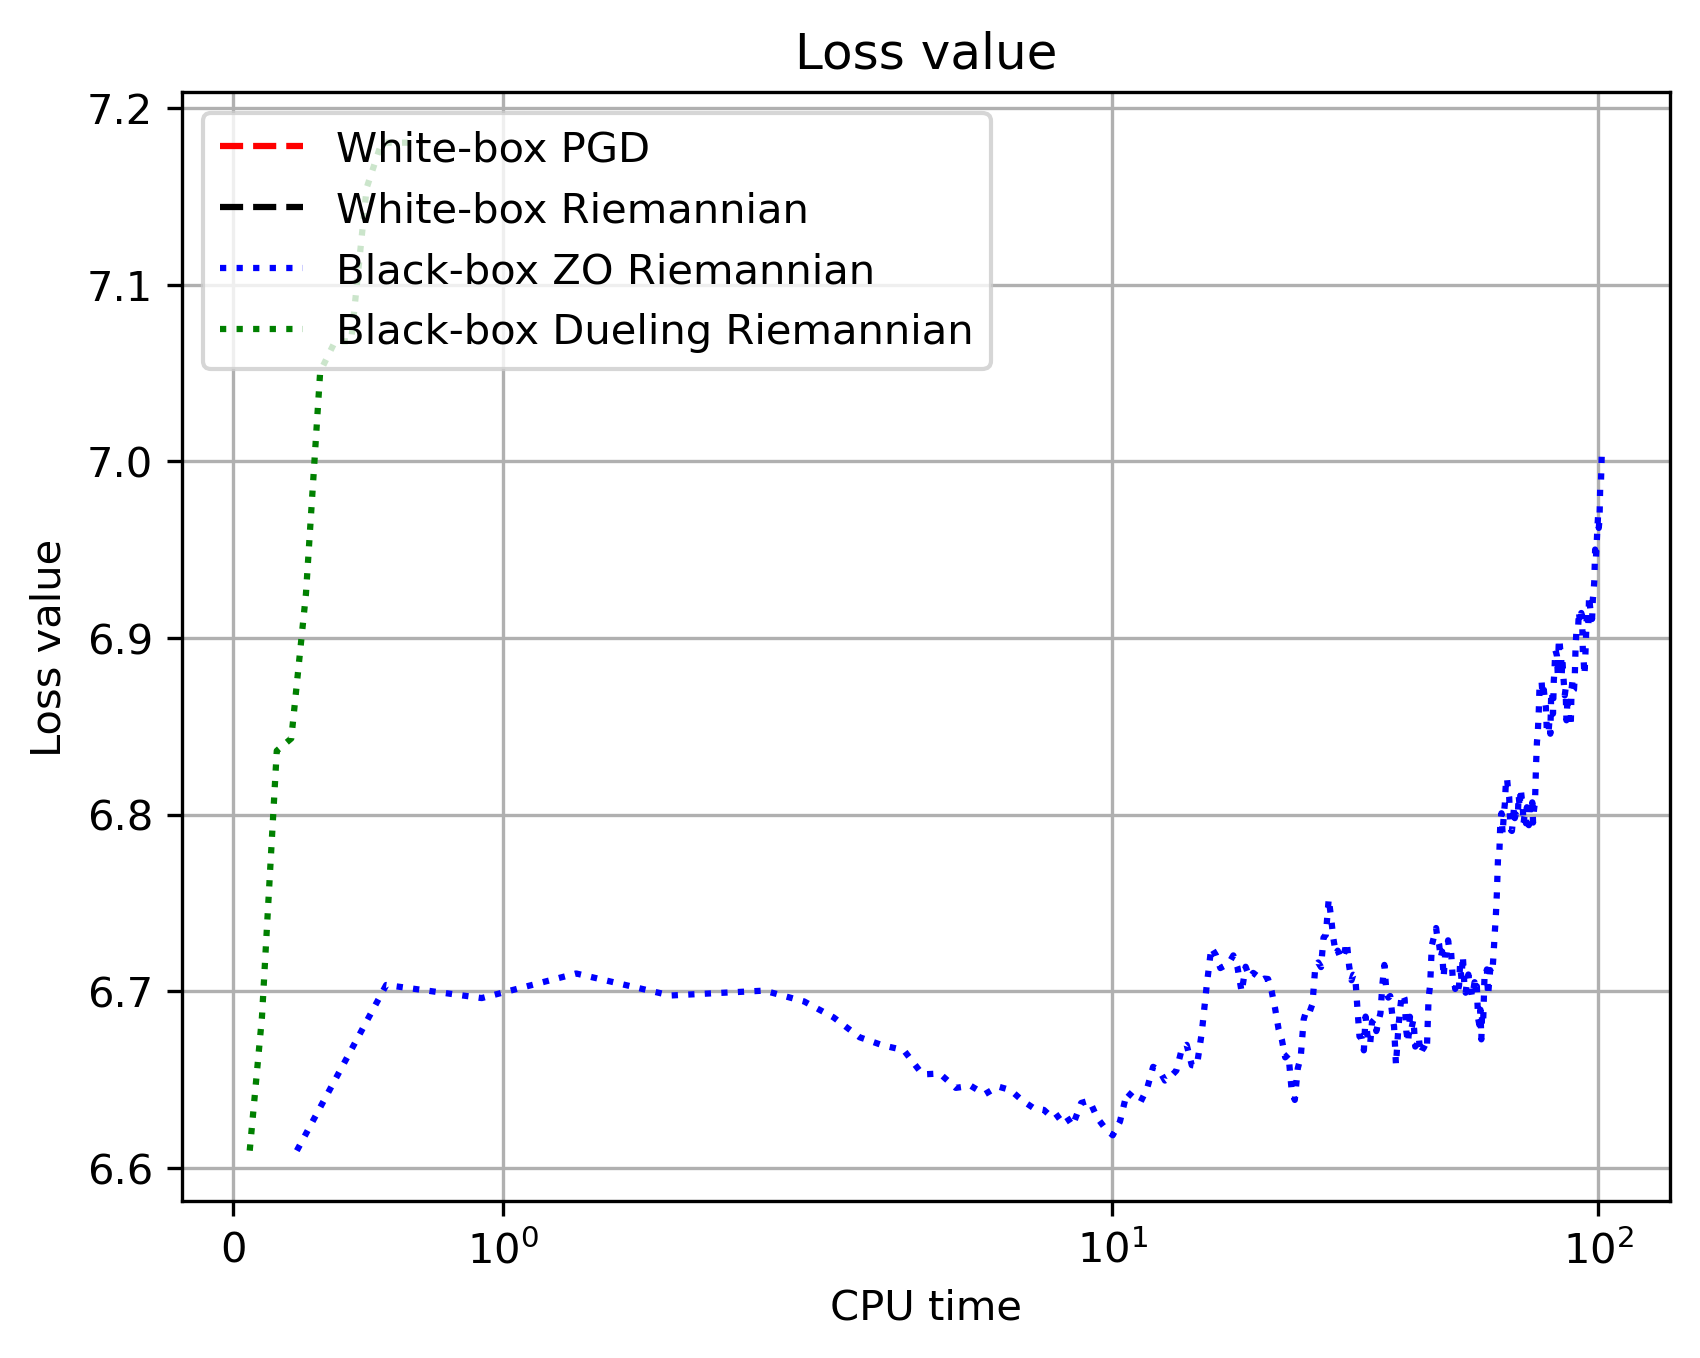 Loss value
7.2
7.1
7.0
6.9
6.8
6.7
6.6
Loss value
White-box PGD
White-box Riemannian
Black-box ZO Riemannian
Black-box Dueling Riemannian
0 10⁰ 10¹ 10²
CPU time